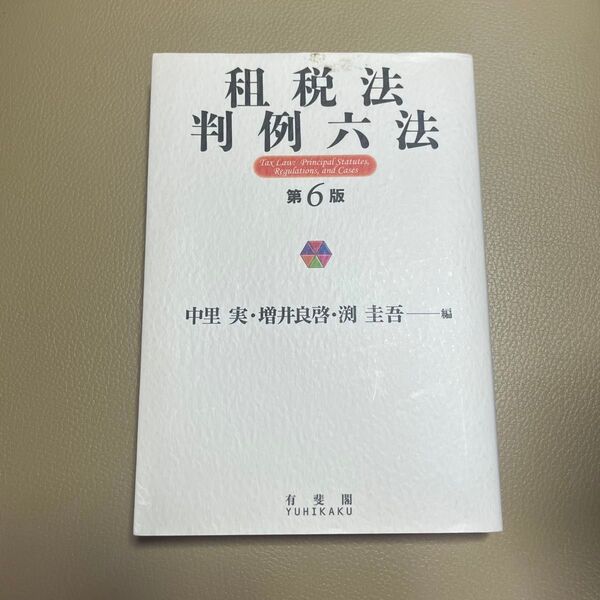 租税法
判例六法
Tax Law: Principal Statutes,
Regulations, and Cases
第6版
中里 実・増井良啓・渕 圭吾——編
有斐閣
YUHIKAKU